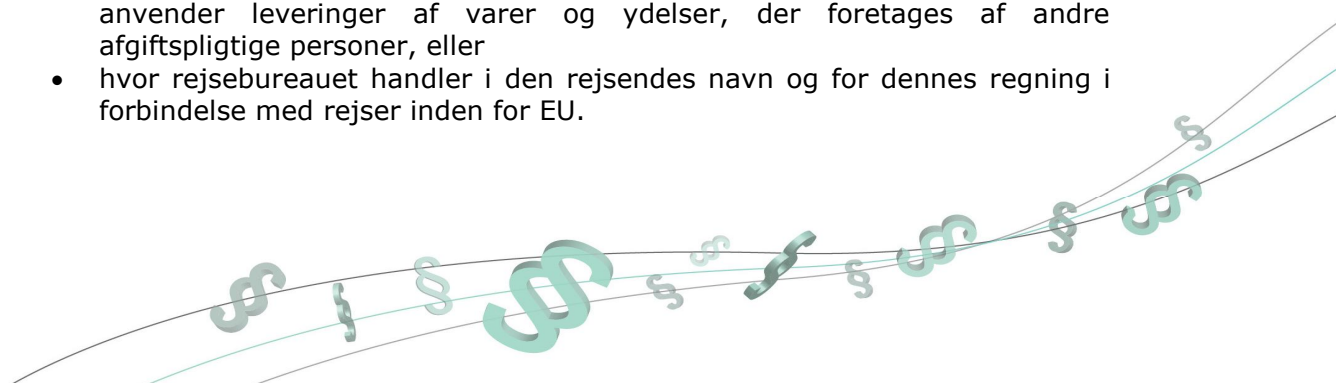 anvender leveringer af varer og ydelser, der foretages af andre
afgiftspligtige personer, eller
• hvor rejsebureauet handler i den rejsendes navn og for dennes regning i
forbindelse med rejser inden for EU.
§ § § § § § § § § § §